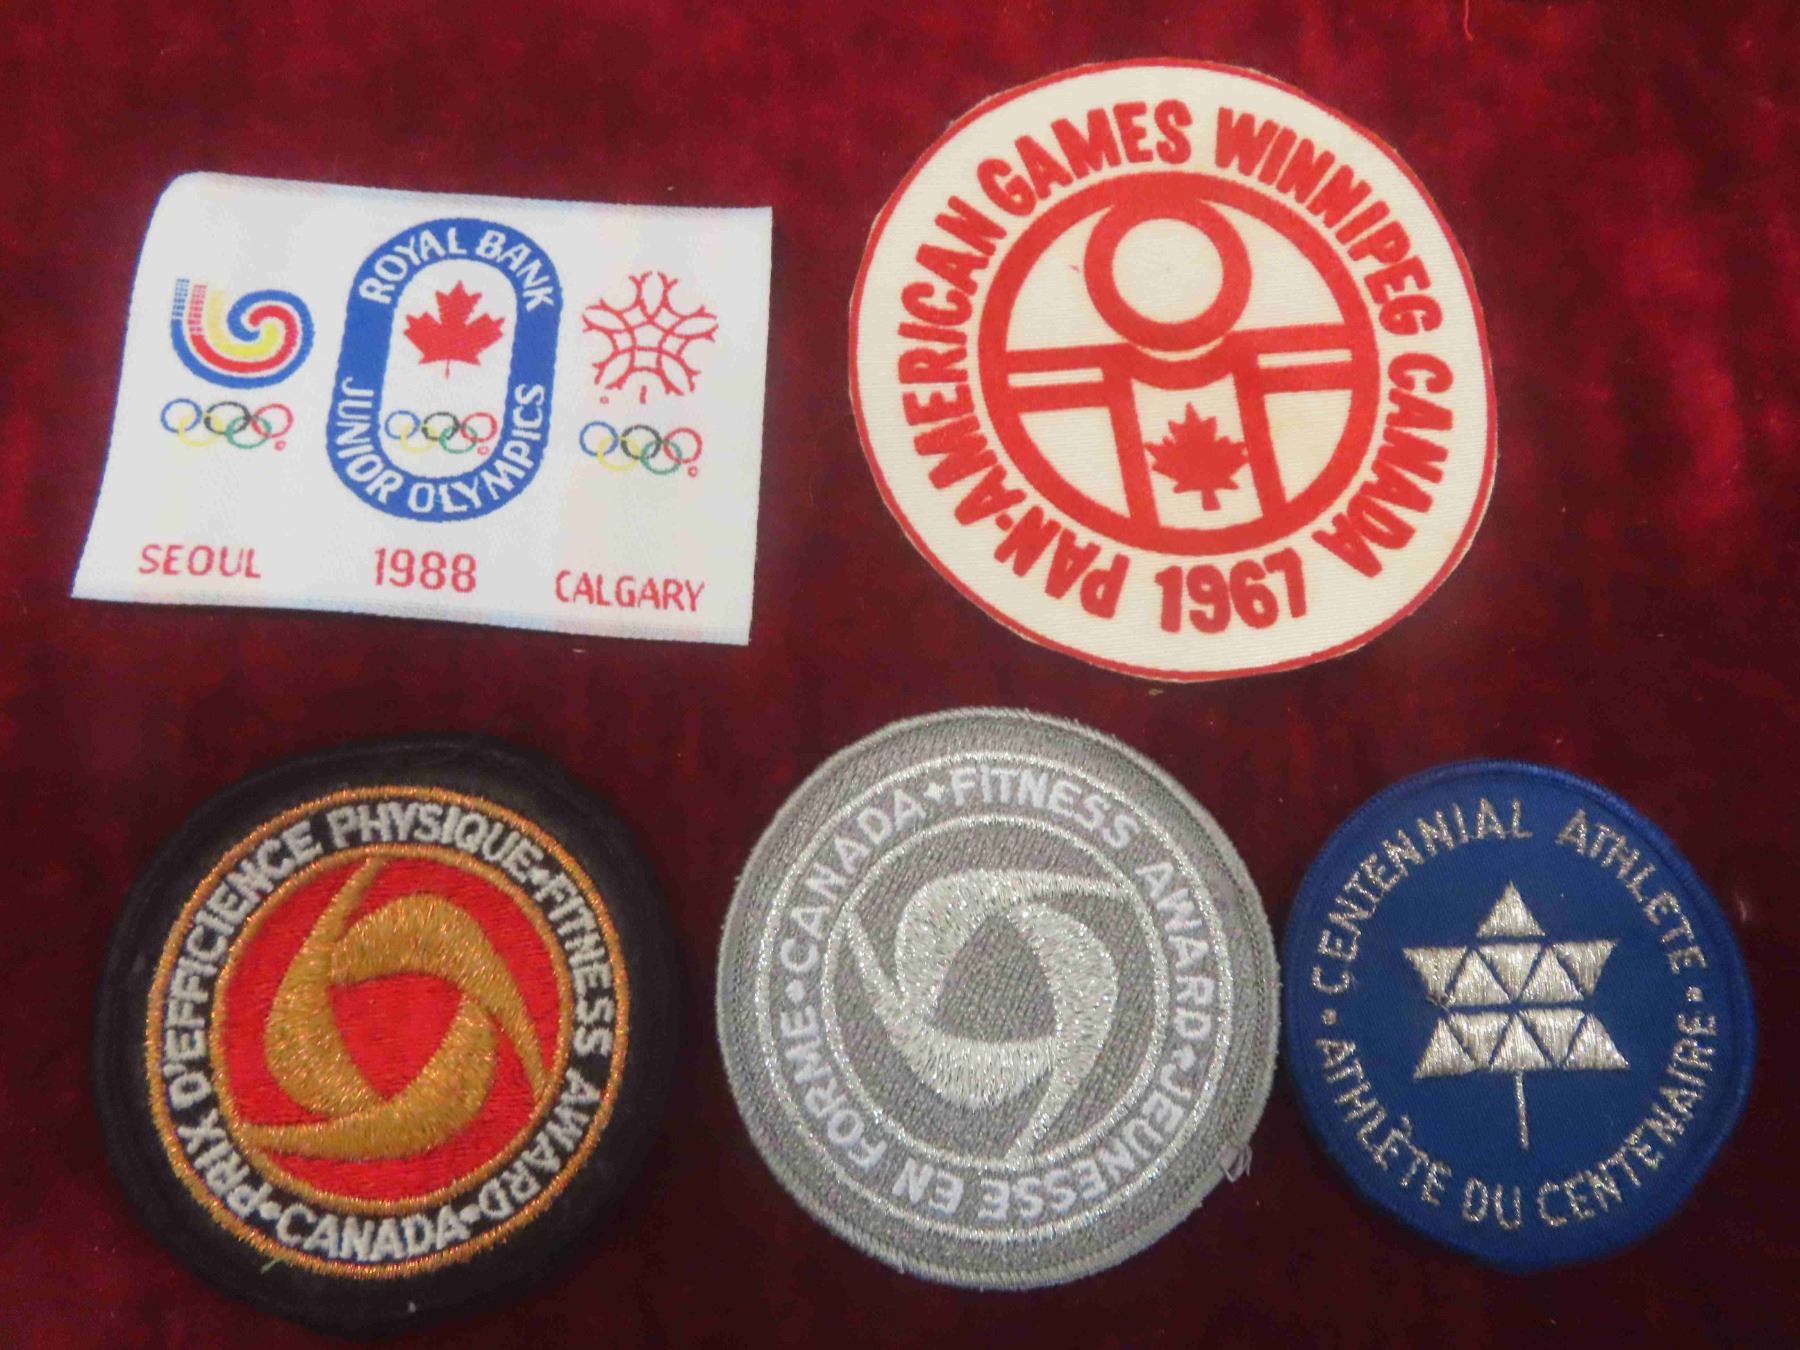 ROYAL BANK
JUNIOR OLYMPICS
SEOUL 1988 CALGARY
PAN-AMERICAN GAMES WINNIPEG CANADA
1967
PRIX D'EFFICIENCE PHYSIQUE•FITNESS AWARD•
•CANADA•
•CANADA•FITNESS AWARD•
JEUNESSE EN FORME
•CENTENNIAL ATHLETE•
ATHLÈTE DU CENTENAIRE